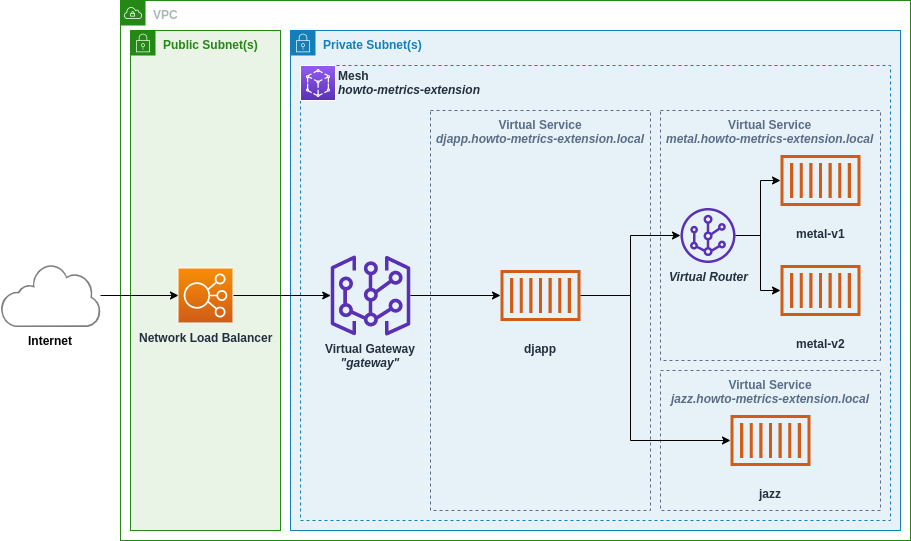 VPC
Public Subnet(s)
Private Subnet(s)
Mesh
howto-metrics-extension
Virtual Service
djapp.howto-metrics-extension.local
Virtual Service
metal.howto-metrics-extension.local
metal-v1
Virtual Router
metal-v2
Internet
Network Load Balancer
Virtual Gateway
"gateway"
djapp
Virtual Service
jazz.howto-metrics-extension.local
jazz